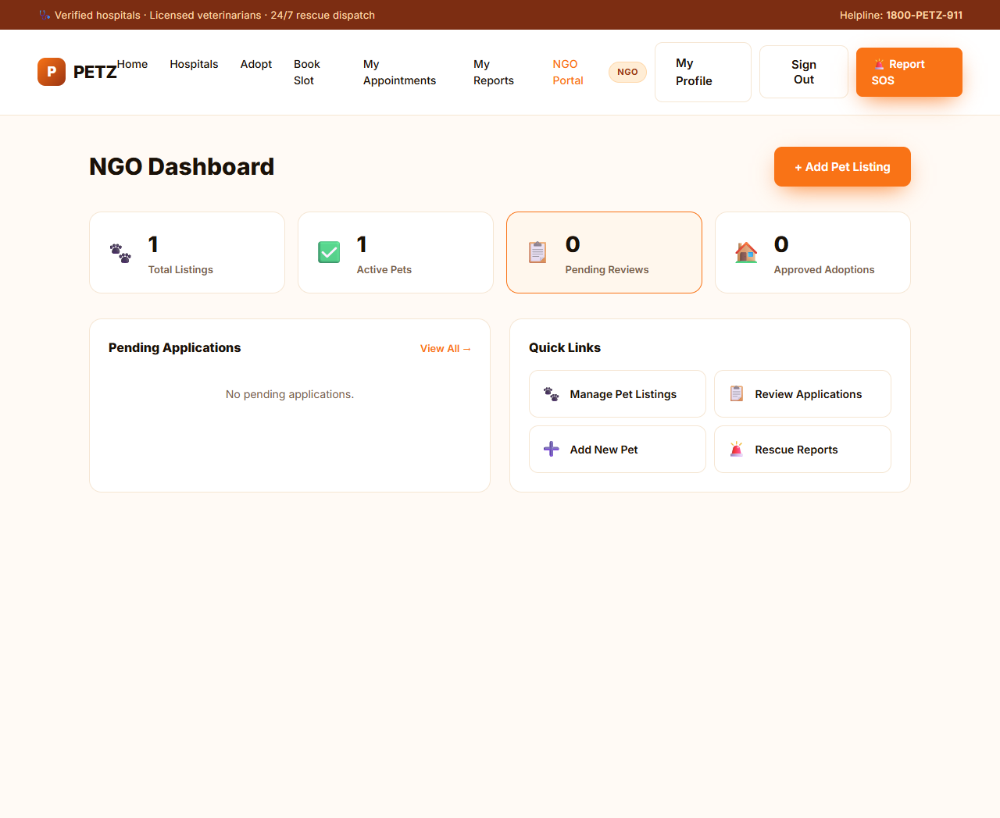 Verified hospitals · Licensed veterinarians · 24/7 rescue dispatch
Helpline: 1800-PETZ-911
P PETZ
Home
Hospitals
Adopt
Book
Slot
My
Appointments
My
Reports
NGO
Portal
NGO
My
Profile
Sign
Out
Report
SOS
NGO Dashboard
+ Add Pet Listing
1
Total Listings
1
Active Pets
0
Pending Reviews
0
Approved Adoptions
Pending Applications
View All →
No pending applications.
Quick Links
Manage Pet Listings
Review Applications
Add New Pet
Rescue Reports